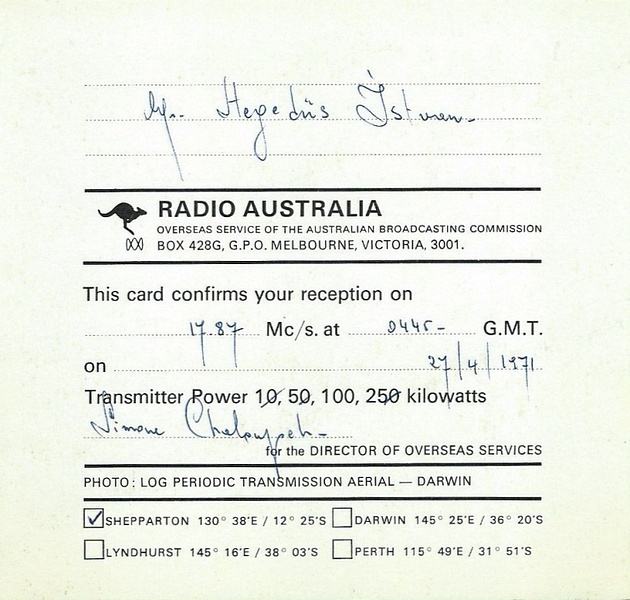 Mr. Hegedüs István
RADIO AUSTRALIA
OVERSEAS SERVICE OF THE AUSTRALIAN BROADCASTING COMMISSION
BOX 428G, G.P.O. MELBOURNE, VICTORIA, 3001.
This card confirms your reception on
17.87 Mc/s. at 0445- G.M.T.
on 27/4/1971
Transmitter Power 10, 50, 100, 250 kilowatts
Simone
for the DIRECTOR OF OVERSEAS SERVICES
PHOTO: LOG PERIODIC TRANSMISSION AERIAL — DARWIN
SHEPPARTON 130° 38'E / 12° 25'S DARWIN 145° 25'E / 36° 20'S
LYNDHURST 145° 16'E / 38° 03'S PERTH 115° 49'E / 31° 51'S